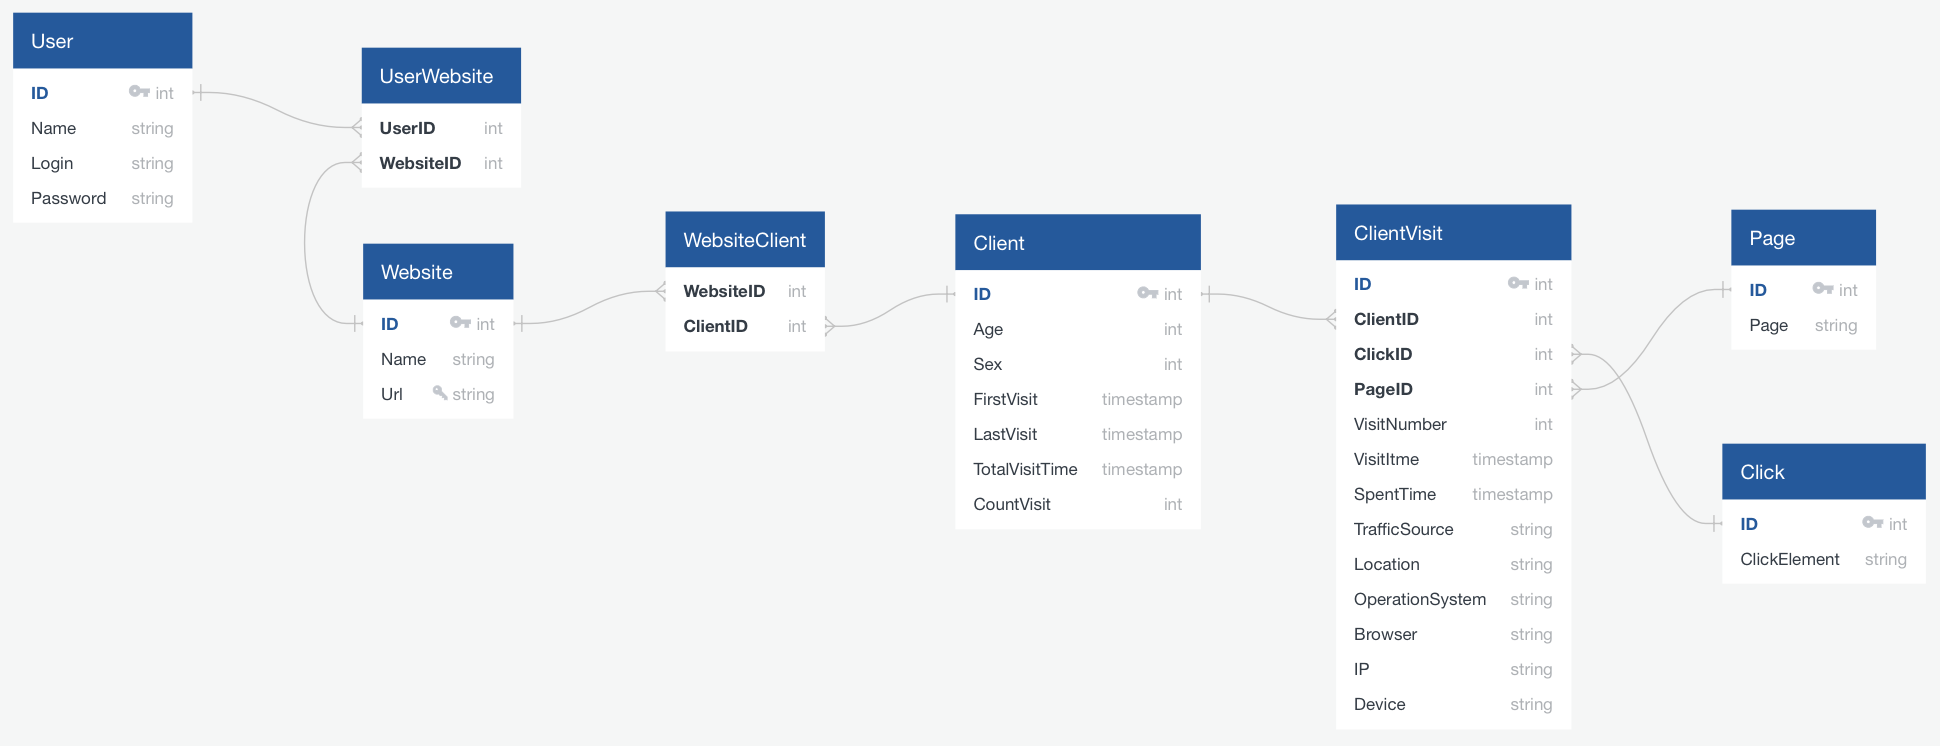 User
ID int
Name string
Login string
Password string
UserWebsite
UserID int
WebsiteID int
Website
ID int
Name string
Url string
WebsiteClient
WebsiteID int
ClientID int
Client
ID int
Age int
Sex int
FirstVisit timestamp
LastVisit timestamp
TotalVisitTime timestamp
CountVisit int
ClientVisit
ID int
ClientID int
ClickID int
PageID int
VisitNumber int
VisitItme timestamp
SpentTime timestamp
TrafficSource string
Location string
OperationSystem string
Browser string
IP string
Device string
Page
ID int
Page string
Click
ID int
ClickElement string